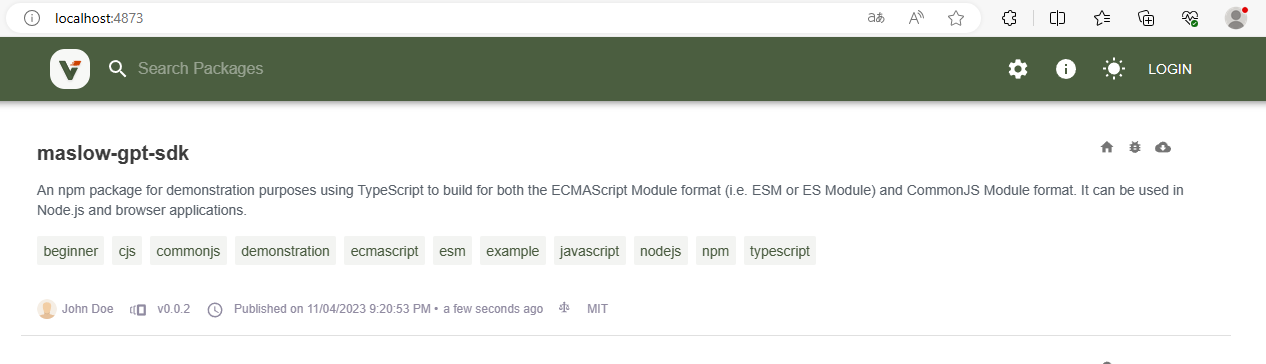 localhost:4873
Search Packages
LOGIN
maslow-gpt-sdk
An npm package for demonstration purposes using TypeScript to build for both the ECMAScript Module format (i.e. ESM or ES Module) and CommonJS Module format. It can be used in
Node.js and browser applications.
beginner cjs commonjs demonstration ecmascript esm example javascript nodejs npm typescript
John Doe v0.0.2 Published on 11/04/2023 9:20:53 PM • a few seconds ago MIT